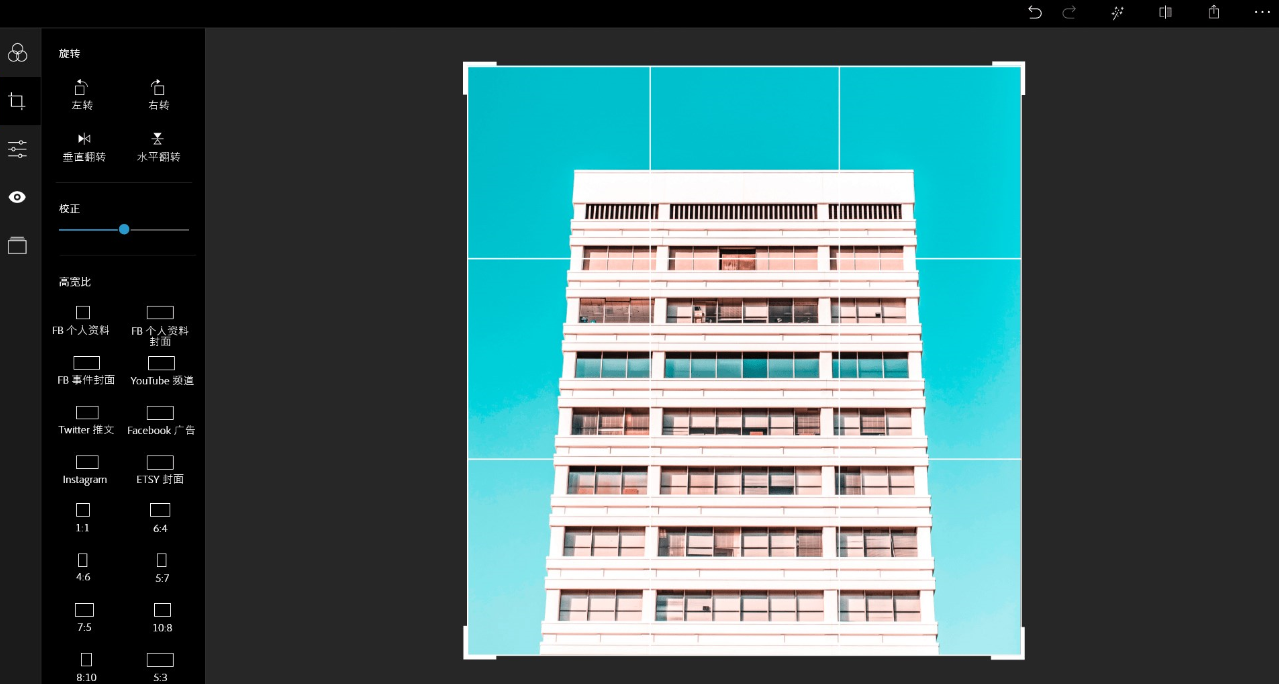 旋转
左转 右转
垂直翻转 水平翻转
校正
高宽比
FB 个人资料 FB 个人资料
封面
FB 事件封面 YouTube 频道
Twitter 推文 Facebook 广告
Instagram ETSY 封面
1:1 6:4
4:6 5:7
7:5 10:8
8:10 5:3